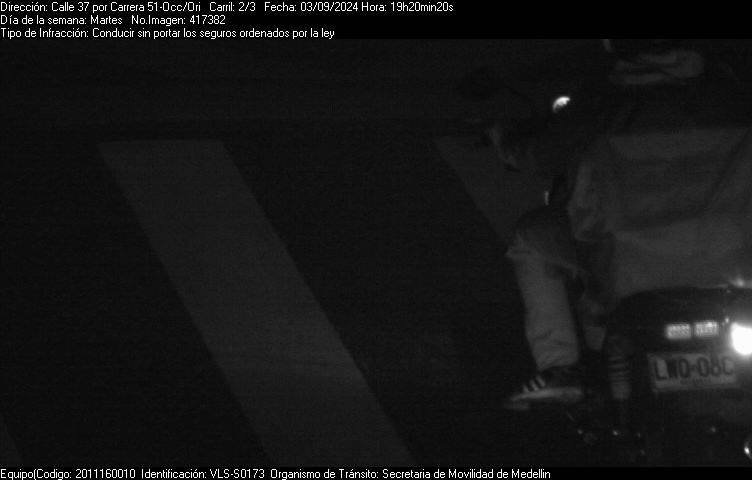 Dirección: Calle 37 por Carrera 51-Occ/Ori Carril: 2/3 Fecha: 03/09/2024 Hora: 19h20min20s
Día de la semana: Martes No.Imagen: 417382
Tipo de Infracción: Conducir sin portar los seguros ordenados por la ley
LWO-08C
Equipo(Codigo: 2011160010 Identificación: VLS-S0173 Organismo de Tránsito: Secretaria de Movilidad de Medellin